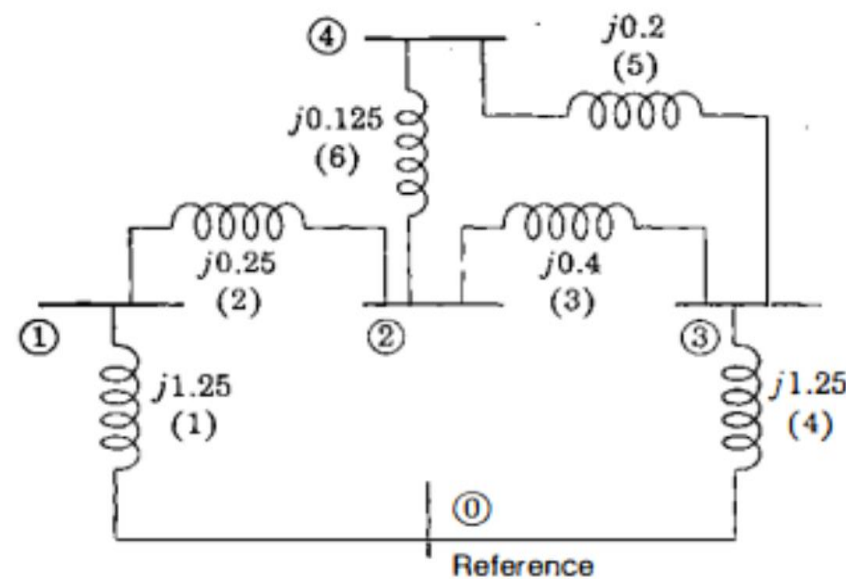 ④
j0.2
(5)
j0.125
(6)
j0.25
(2)
j0.4
(3)
①
②
③
j1.25
(1)
j1.25
(4)
⓪
Reference